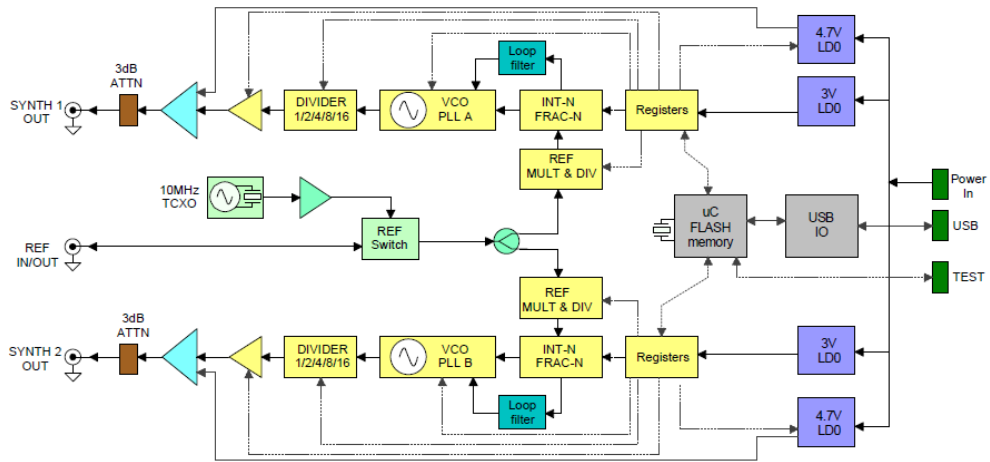 4.7V
LD0
3dB
ATTN
Loop
filter
SYNTH 1
OUT
DIVIDER
1/2/4/8/16
VCO
PLL A
INT-N
FRAC-N
Registers
3V
LD0
REF
MULT & DIV
10MHz
TCXO
Power
In
uC
FLASH
memory
USB
IO
USB
REF
Switch
REF
IN/OUT
TEST
REF
MULT & DIV
3dB
ATTN
SYNTH 2
OUT
DIVIDER
1/2/4/8/16
VCO
PLL B
INT-N
FRAC-N
Registers
3V
LD0
Loop
filter
4.7V
LD0